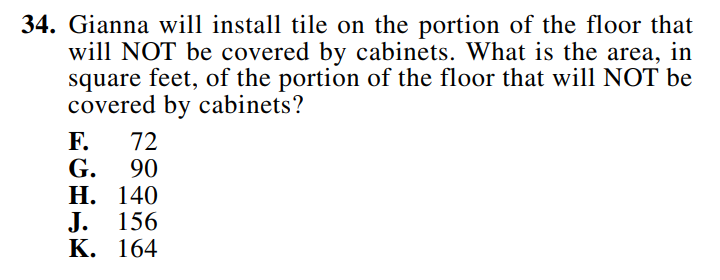 34. Gianna will install tile on the portion of the floor that
will NOT be covered by cabinets. What is the area, in
square feet, of the portion of the floor that will NOT be
covered by cabinets?
F. 72
G. 90
H. 140
J. 156
K. 164